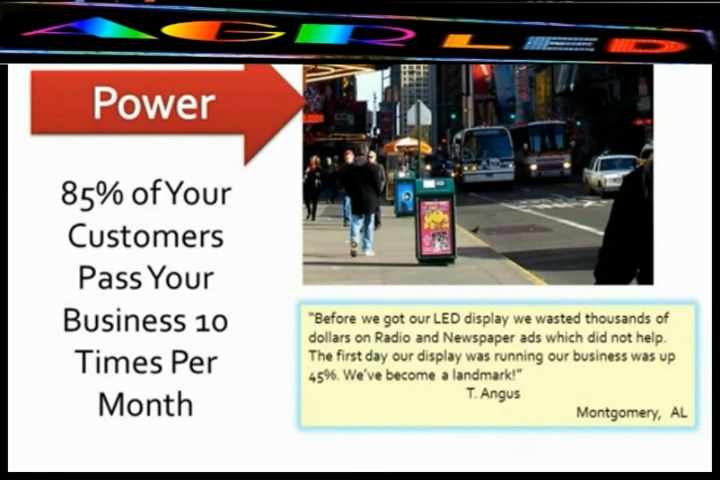 AGR LED
Power
85% of Your
Customers
Pass Your
Business 10
Times Per
Month
"Before we got our LED display we wasted thousands of
dollars on Radio and Newspaper ads which did not help.
The first day our display was running our business was up
45%. We've become a landmark!"
T. Angus
Montgomery, AL